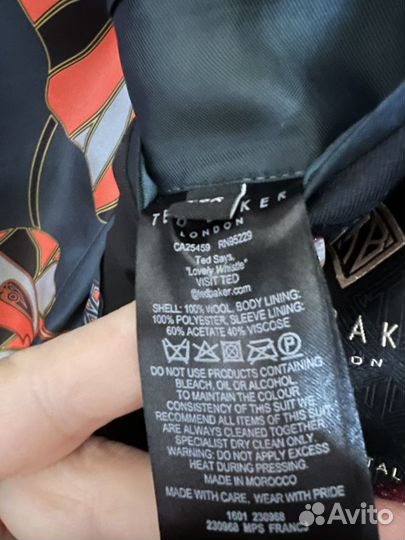 TED BAKER
LONDON
CA25459 RN95229
Ted Says,
"Lovely Whistle"
VISIT TED
@tedbaker.com
SHELL: 100% WOOL, BODY LINING:
100% POLYESTER, SLEEVE LINING:
60% ACETATE 40% VISCOSE
DO NOT USE PRODUCTS CONTAINING
BLEACH, OIL OR ALCOHOL.
TO MAINTAIN THE COLOUR
CONSISTENCY OF THIS SUIT WE
RECOMMEND ALL ITEMS OF THIS SUIT
ARE ALWAYS CLEANED TOGETHER.
SPECIALIST DRY CLEAN ONLY
WARNING: DO NOT APPLY EXCESS
HEAT DURING PRESSING.
MADE IN MOROCCO
MADE WITH CARE, WEAR WITH PRIDE
1601 230968
230968 MPS FRANCJ
AK
NDON
TAL
Avito